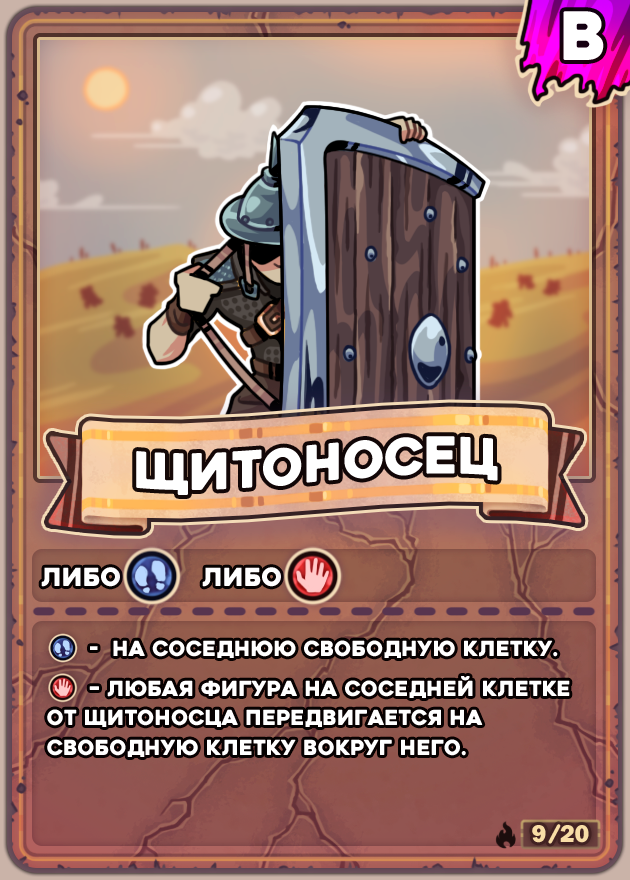 В
ЩИТОНОСЕЦ
ЛИБО ЛИБО
- НА СОСЕДНЮЮ СВОБОДНУЮ КЛЕТКУ.
- ЛЮБАЯ ФИГУРА НА СОСЕДНЕЙ КЛЕТКЕ
ОТ ЩИТОНОСЦА ПЕРЕДВИГАЕТСЯ НА
СВОБОДНУЮ КЛЕТКУ ВОКРУГ НЕГО.
9/20